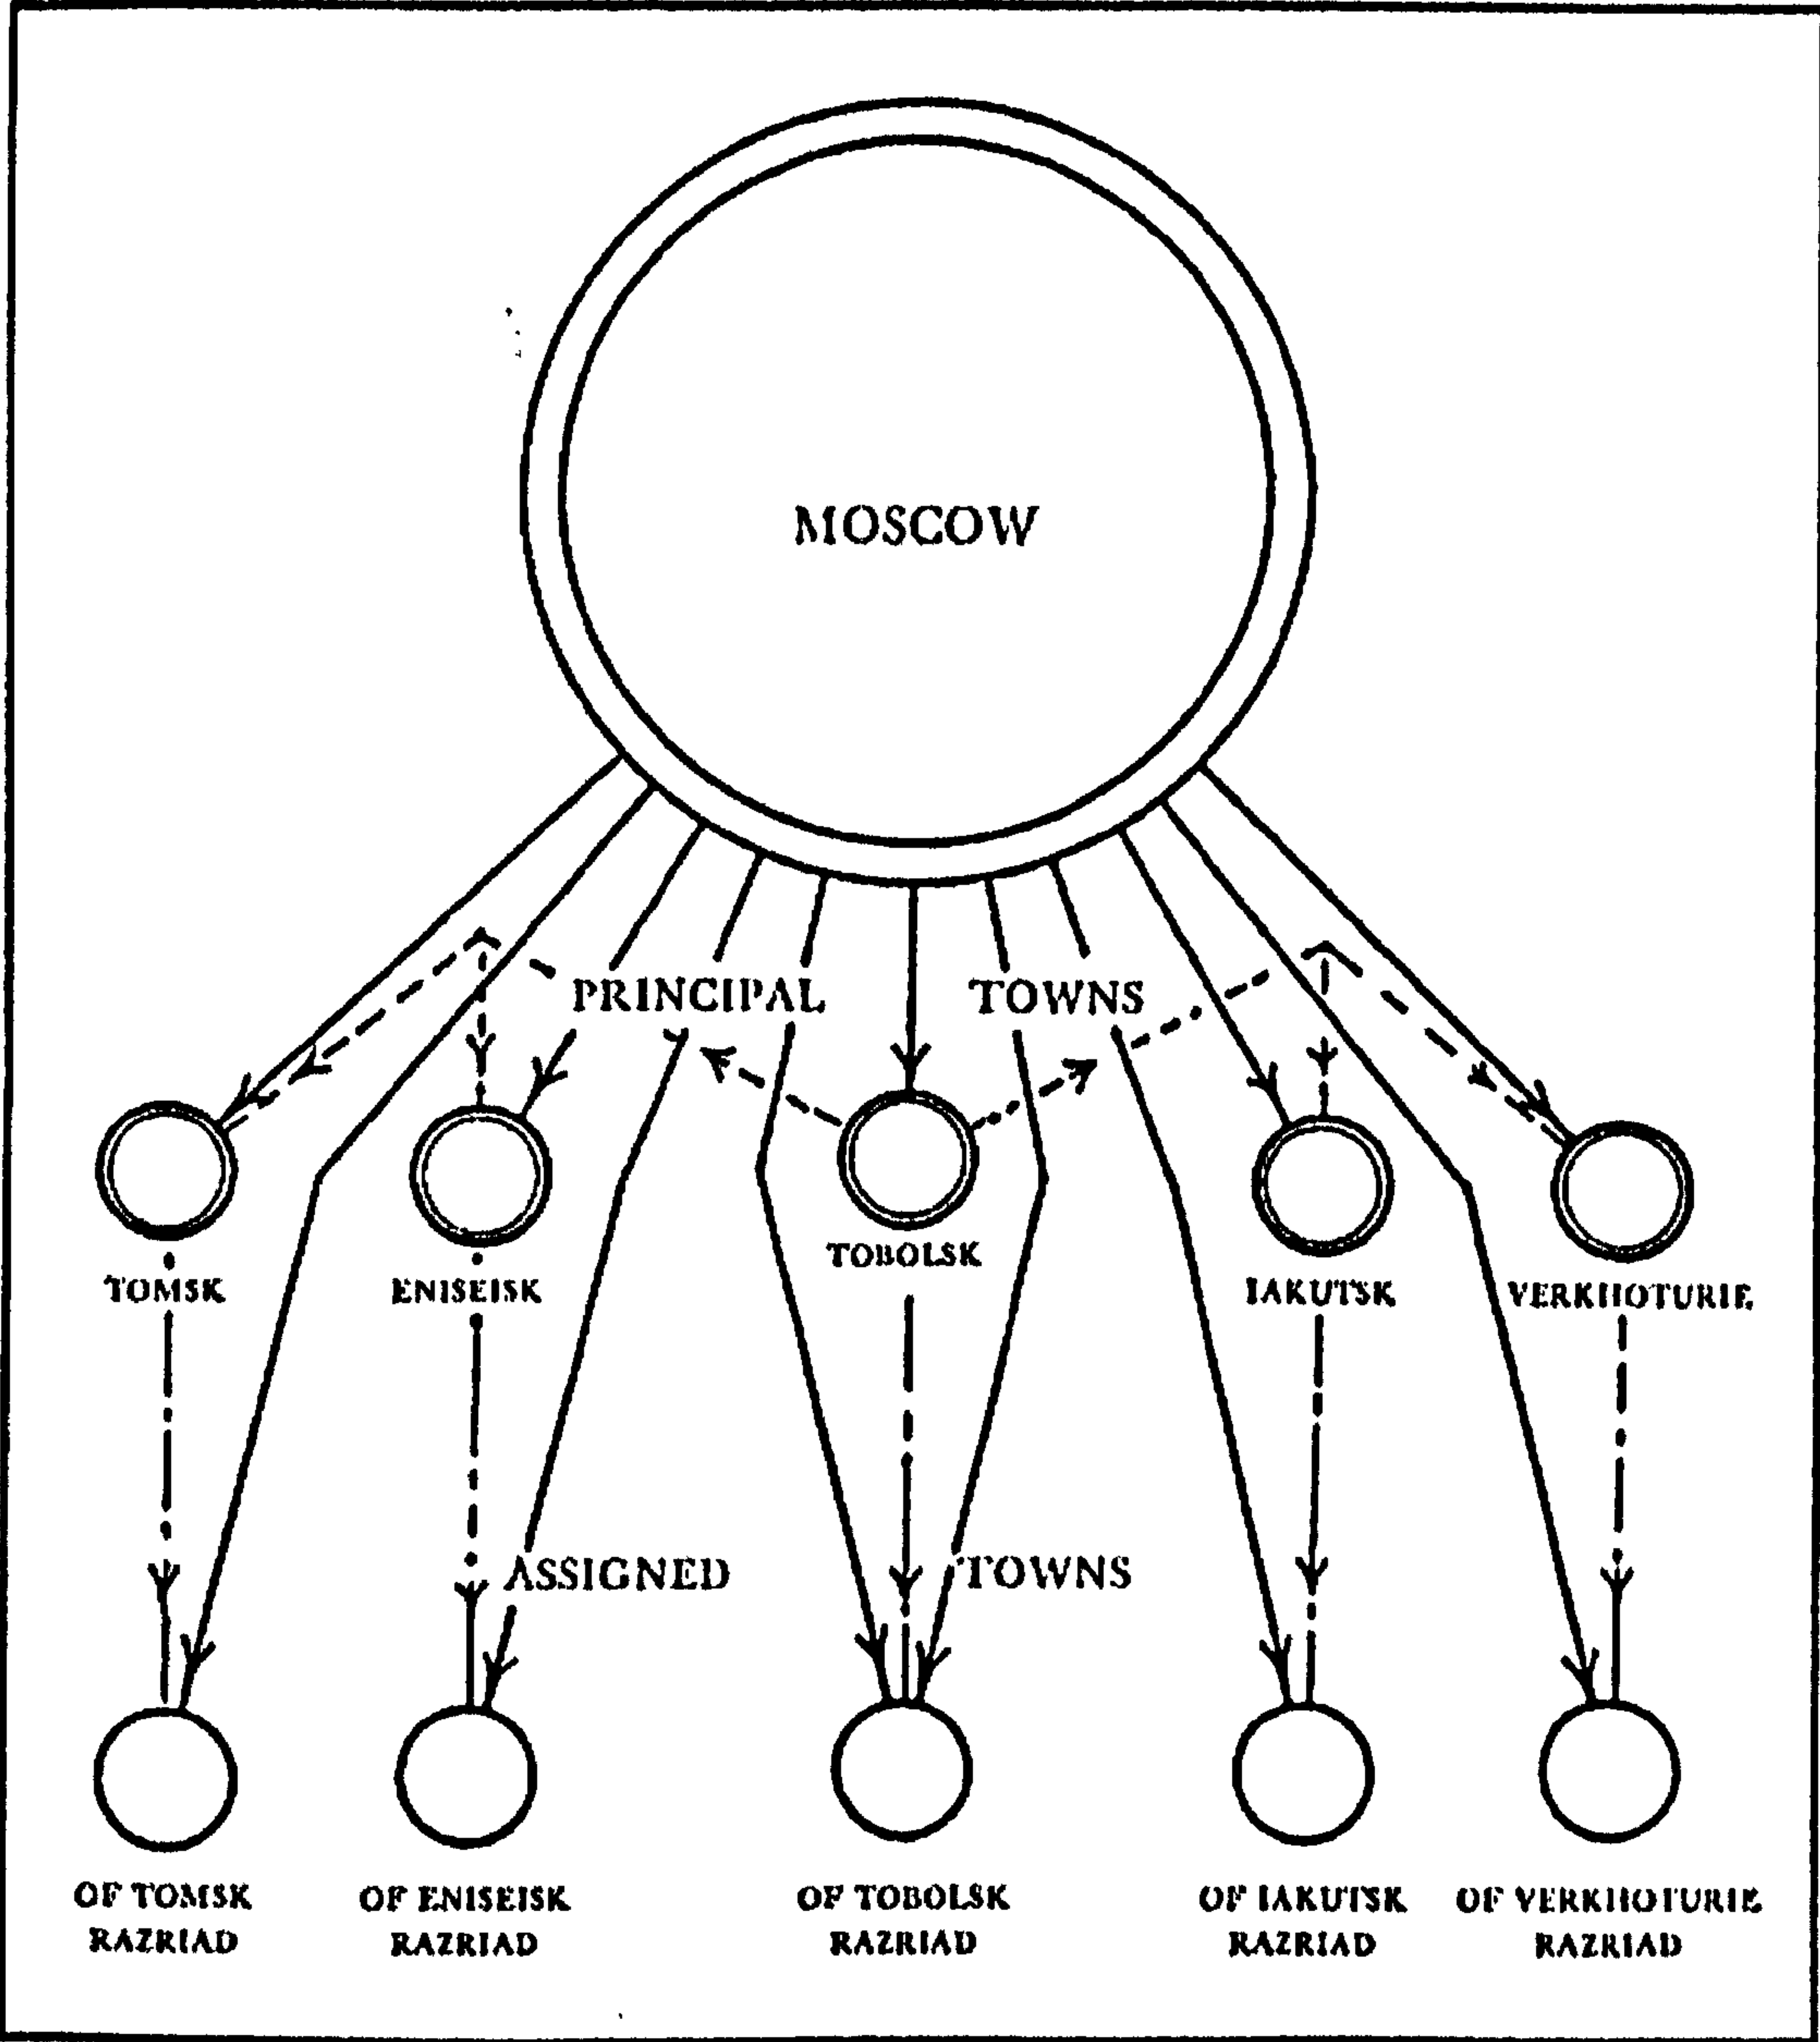 MOSCOW
PRINCIPAL TOWNS
TOMSK
ENISEISK
TOBOLSK
IAKUTSK
VERKHOTURIE
ASSIGNED TOWNS
OF TOMSK
RAZRIAD
OF ENISEISK
RAZRIAD
OF TOBOLSK
RAZRIAD
OF IAKUTSK
RAZRIAD
OF VERKHOTURIE
RAZRIAD